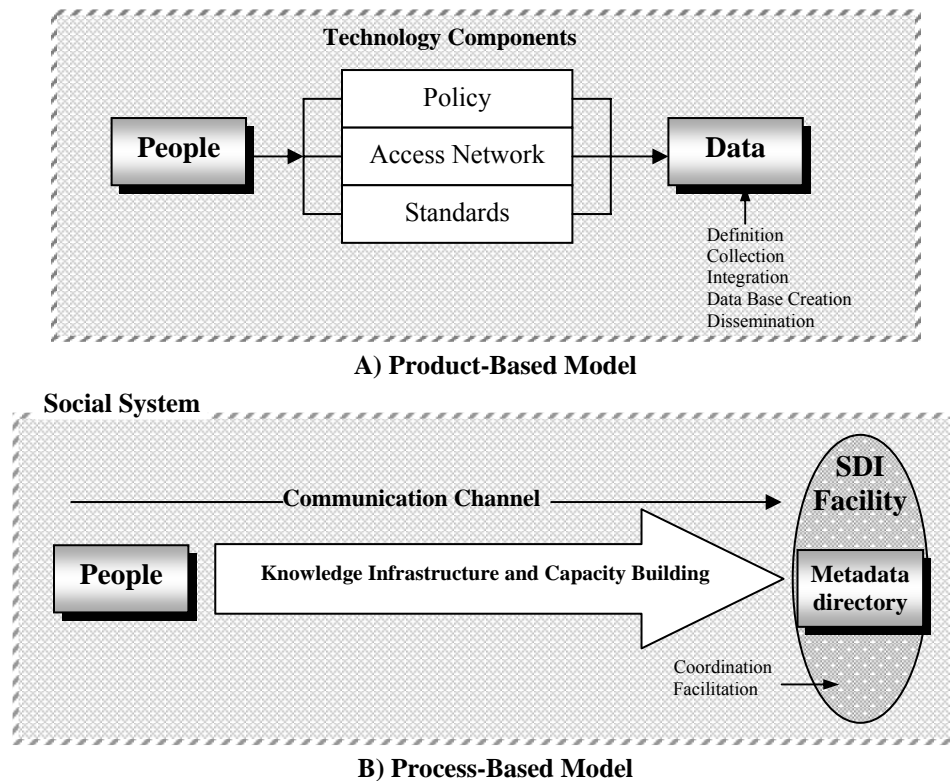 Technology Components
Policy
People
Access Network
Data
Standards
Definition
Collection
Integration
Data Base Creation
Dissemination
A) Product-Based Model
Social System
SDI
Facility
Communication Channel
People
Knowledge Infrastructure and Capacity Building
Metadata
directory
Coordination
Facilitation
B) Process-Based Model